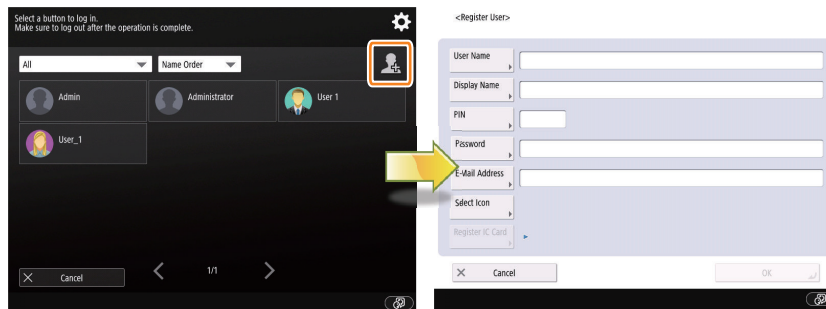 Select a button to log in.
Make sure to log out after the operation is complete.
All
Name Order
Admin
Administrator
User 1
User_1
Cancel
1/1
<Register User>
User Name
Display Name
PIN
Password
E-Mail Address
Select Icon
Register IC Card
Cancel
OK